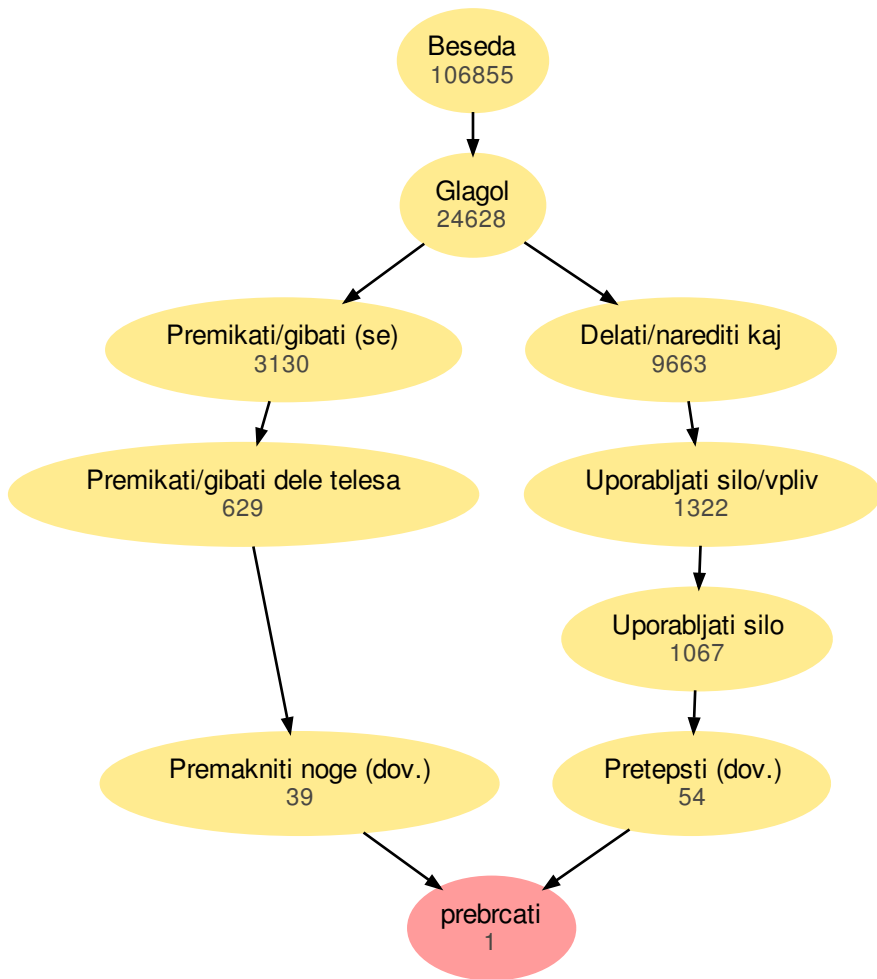 Beseda
106855
Glagol
24628
Premikati/gibati (se)
3130
Delati/narediti kaj
9663
Premikati/gibati dele telesa
629
Uporabljati silo/vpliv
1322
Uporabljati silo
1067
Premakniti noge (dov.)
39
Pretepsti (dov.)
54
prebrcati
1